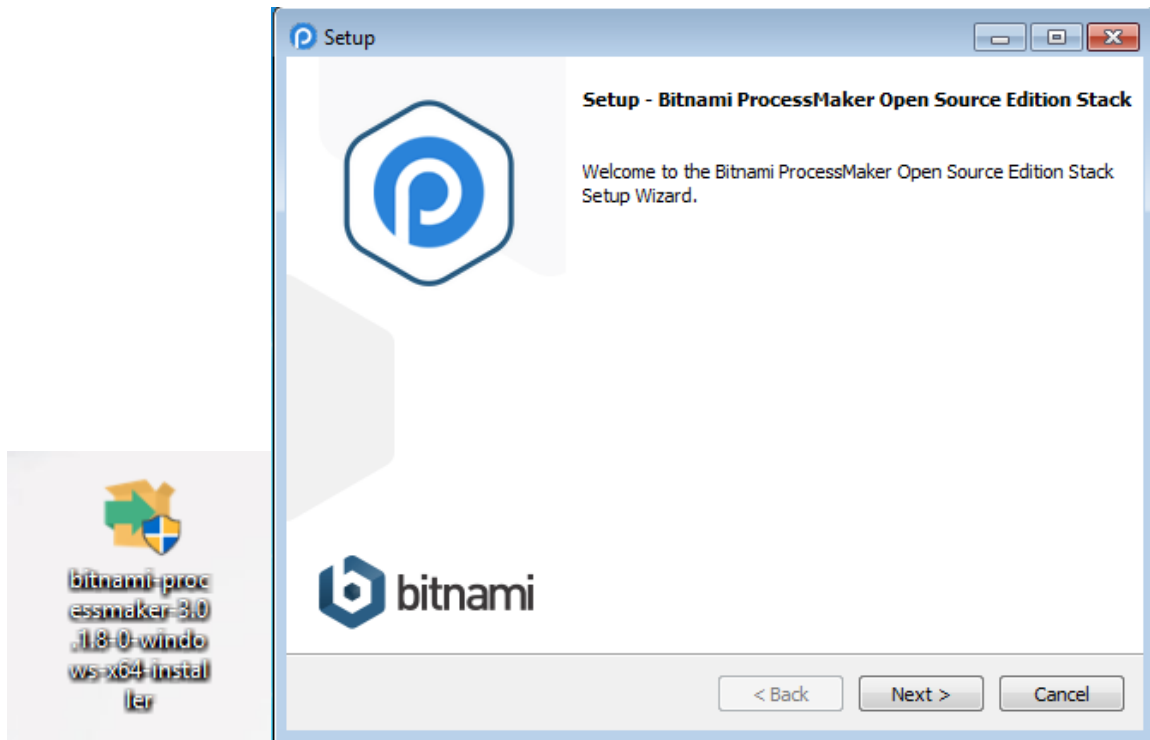 Setup
Setup - Bitnami ProcessMaker Open Source Edition Stack
Welcome to the Bitnami ProcessMaker Open Source Edition Stack
Setup Wizard.
bitnami
bitnami-proc
essmaker-3.0
.1.8-0-windo
ws-x64-instal
ler
< Back Next > Cancel